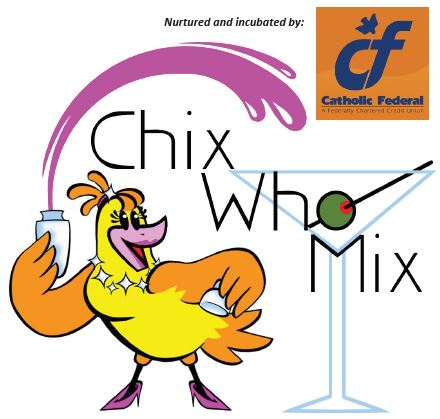 Nurtured and incubated by:
cf
Catholic Federal
A Federally Chartered Credit Union
Chix
Who
Mix